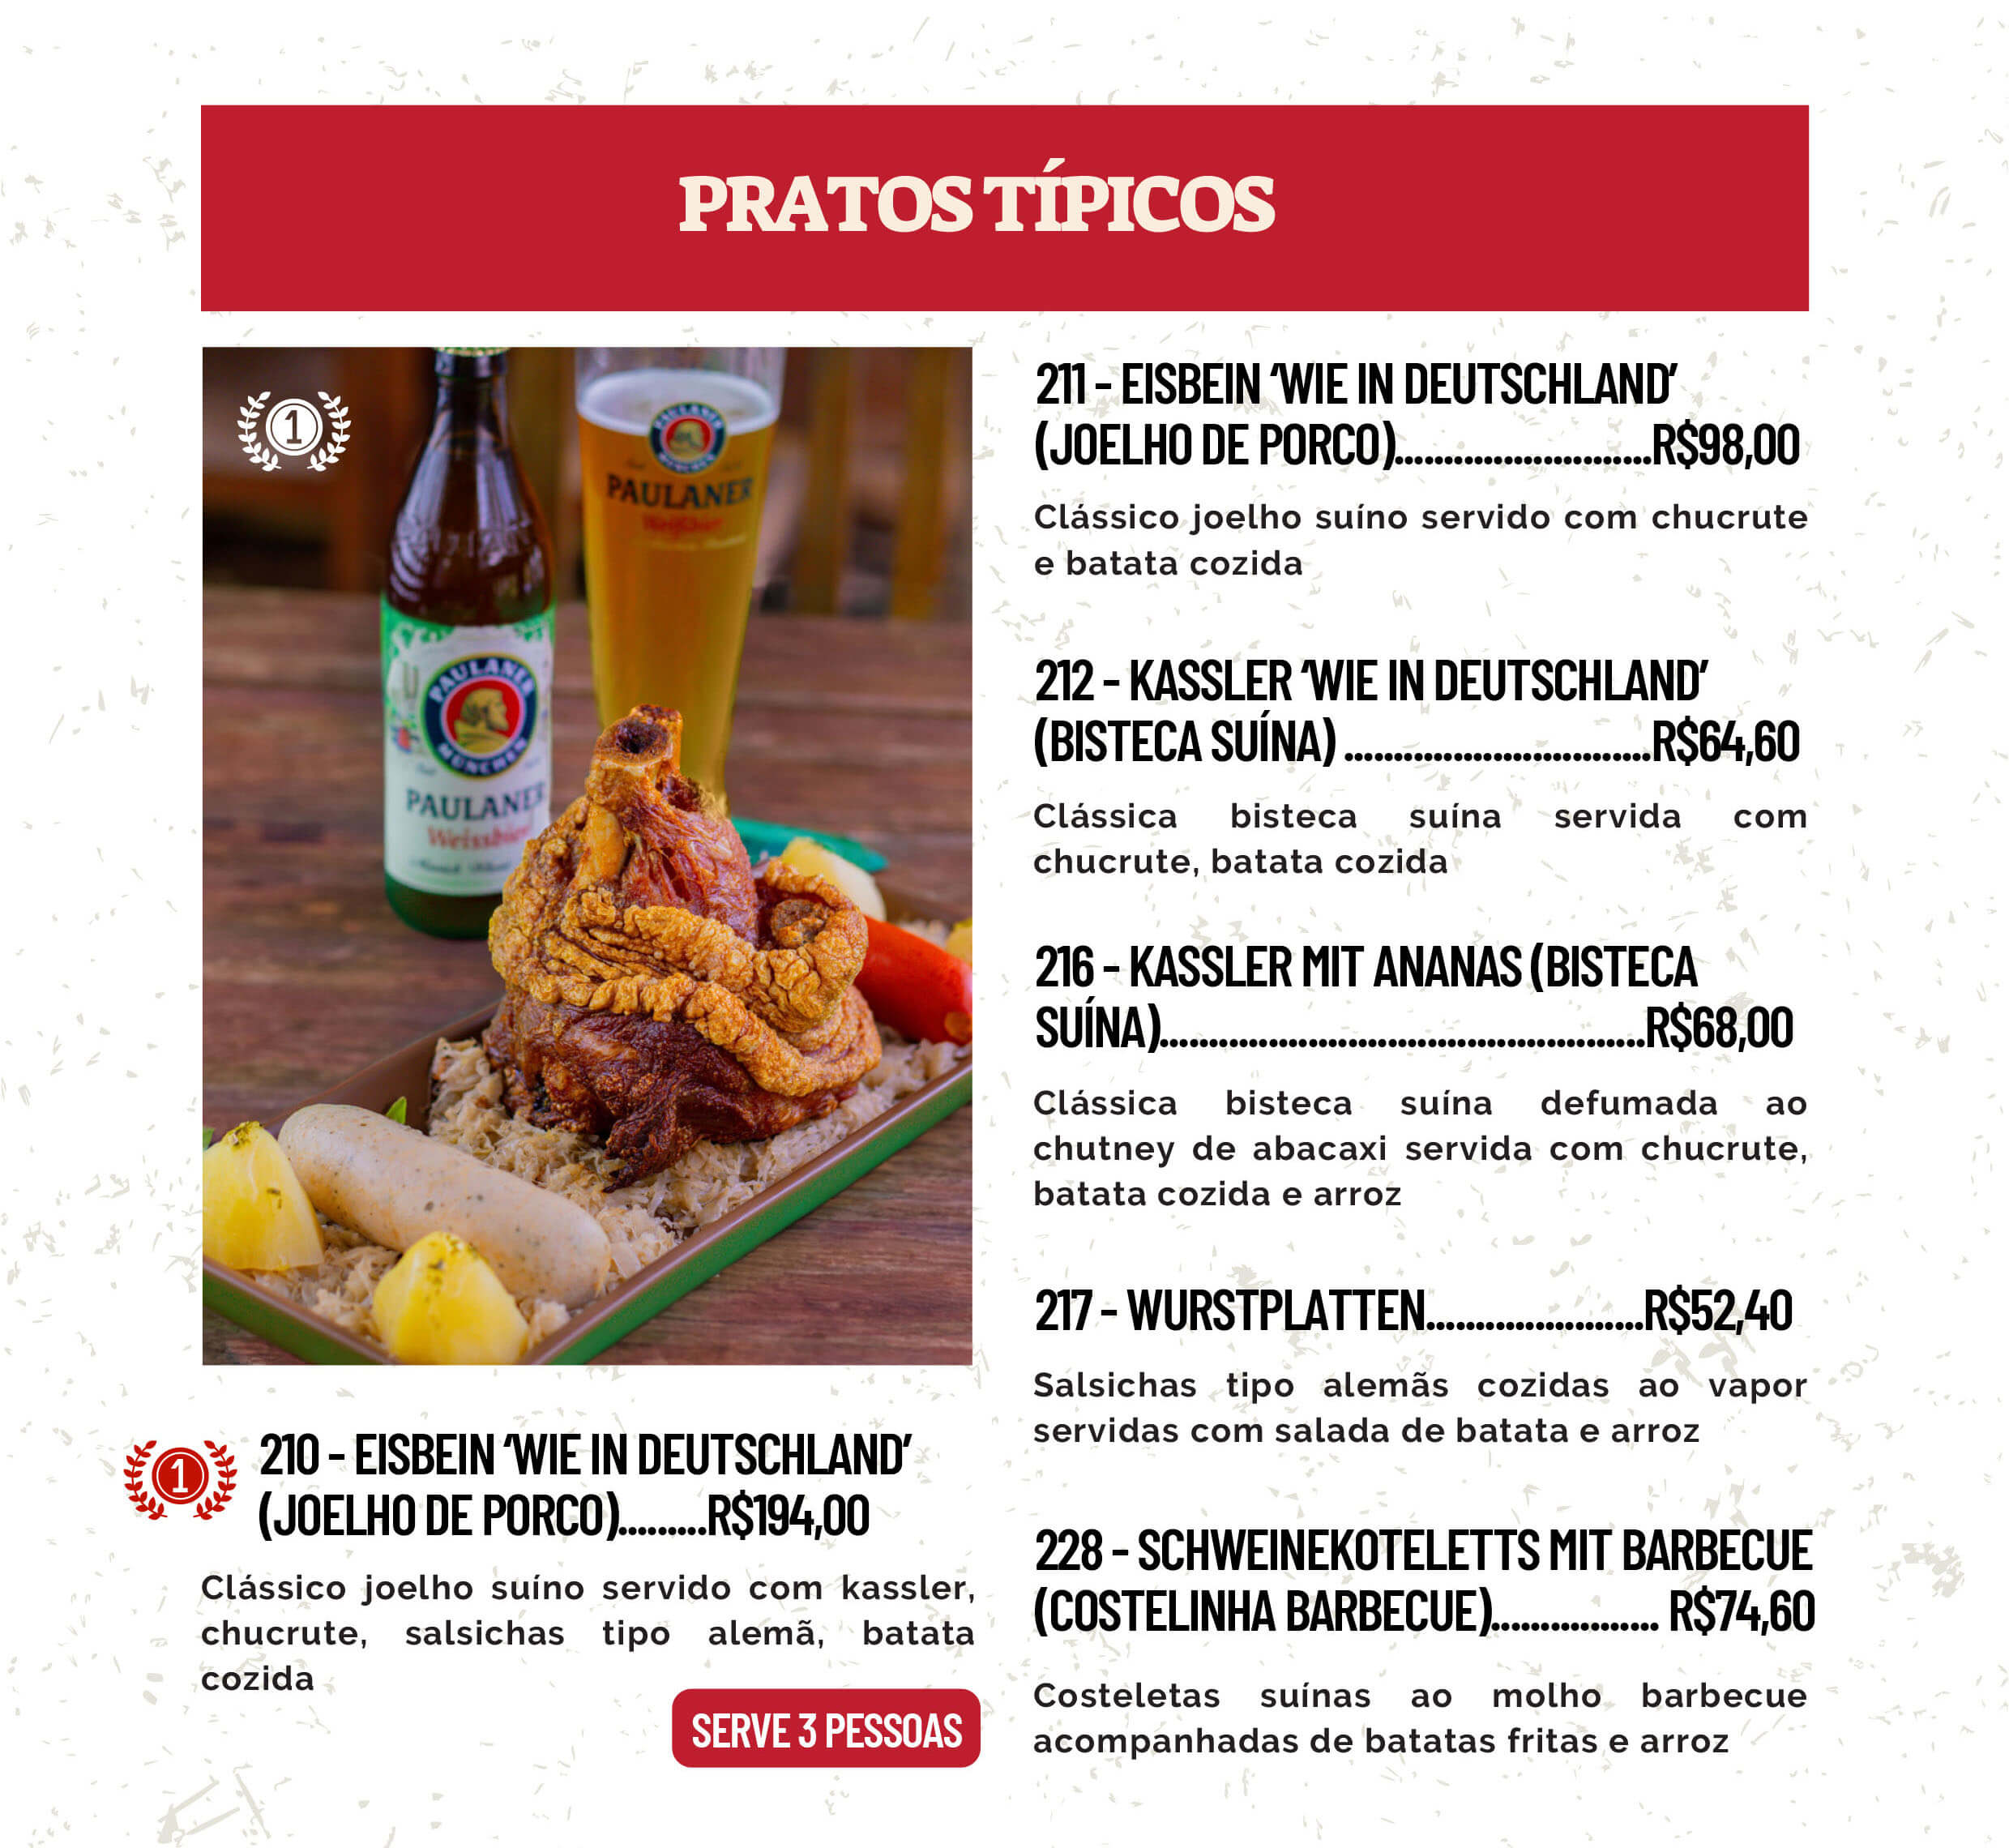 PRATOS TÍPICOS
1
PAULANER
PAULANER
Weißbier
PAULANER
MÜNCHEN
PAULANER
Weissbier
1
210 - EISBEIN ‘WIE IN DEUTSCHLAND’
(JOELHO DE PORCO).........R$194,00
Clássico joelho suíno servido com kassler,
chucrute, salsichas tipo alemã, batata
cozida
SERVE 3 PESSOAS
211 - EISBEIN ‘WIE IN DEUTSCHLAND’
(JOELHO DE PORCO)..........................R$98,00
Clássico joelho suíno servido com chucrute
e batata cozida
212 - KASSLER ‘WIE IN DEUTSCHLAND’
(BISTECA SUÍNA) ...............................R$64,60
Clássica bisteca suína servida com
chucrute, batata cozida
216 - KASSLER MIT ANANAS (BISTECA
SUÍNA).................................................R$68,00
Clássica bisteca suína defumada ao
chutney de abacaxi servida com chucrute,
batata cozida e arroz
217 - WURSTPLATTEN......................R$52,40
Salsichas tipo alemãs cozidas ao vapor
servidas com salada de batata e arroz
228 - SCHWEINEKOTELETTS MIT BARBECUE
(COSTELINHA BARBECUE)................. R$74,60
Costeletas suínas ao molho barbecue
acompanhadas de batatas fritas e arroz